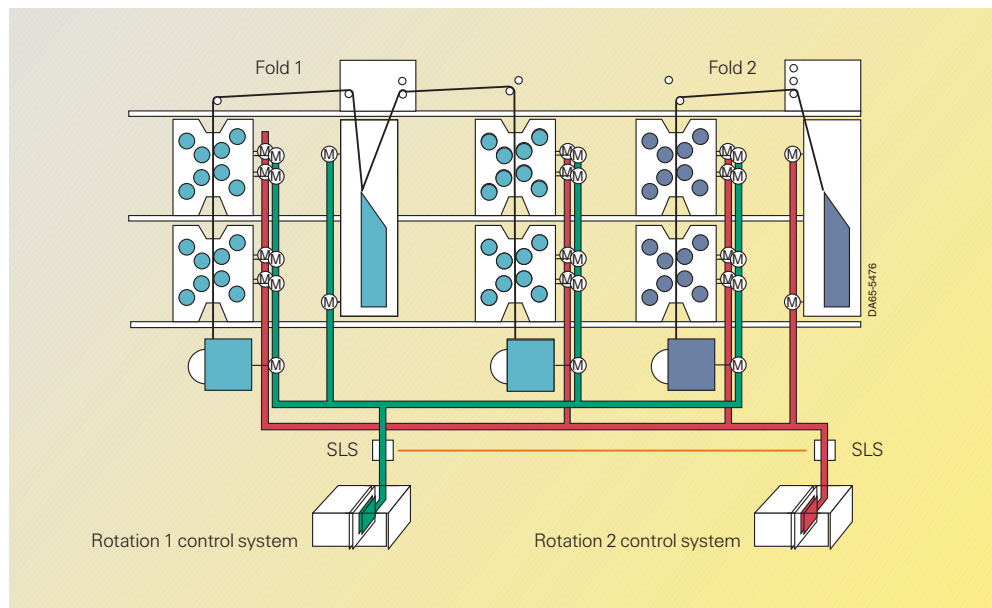 Fold 1
Fold 2
M M M M M M M M
M M M M
M M M M M M
M M M M M M
M M
M M M
DA65-5476
SLS
SLS
Rotation 1 control system
Rotation 2 control system